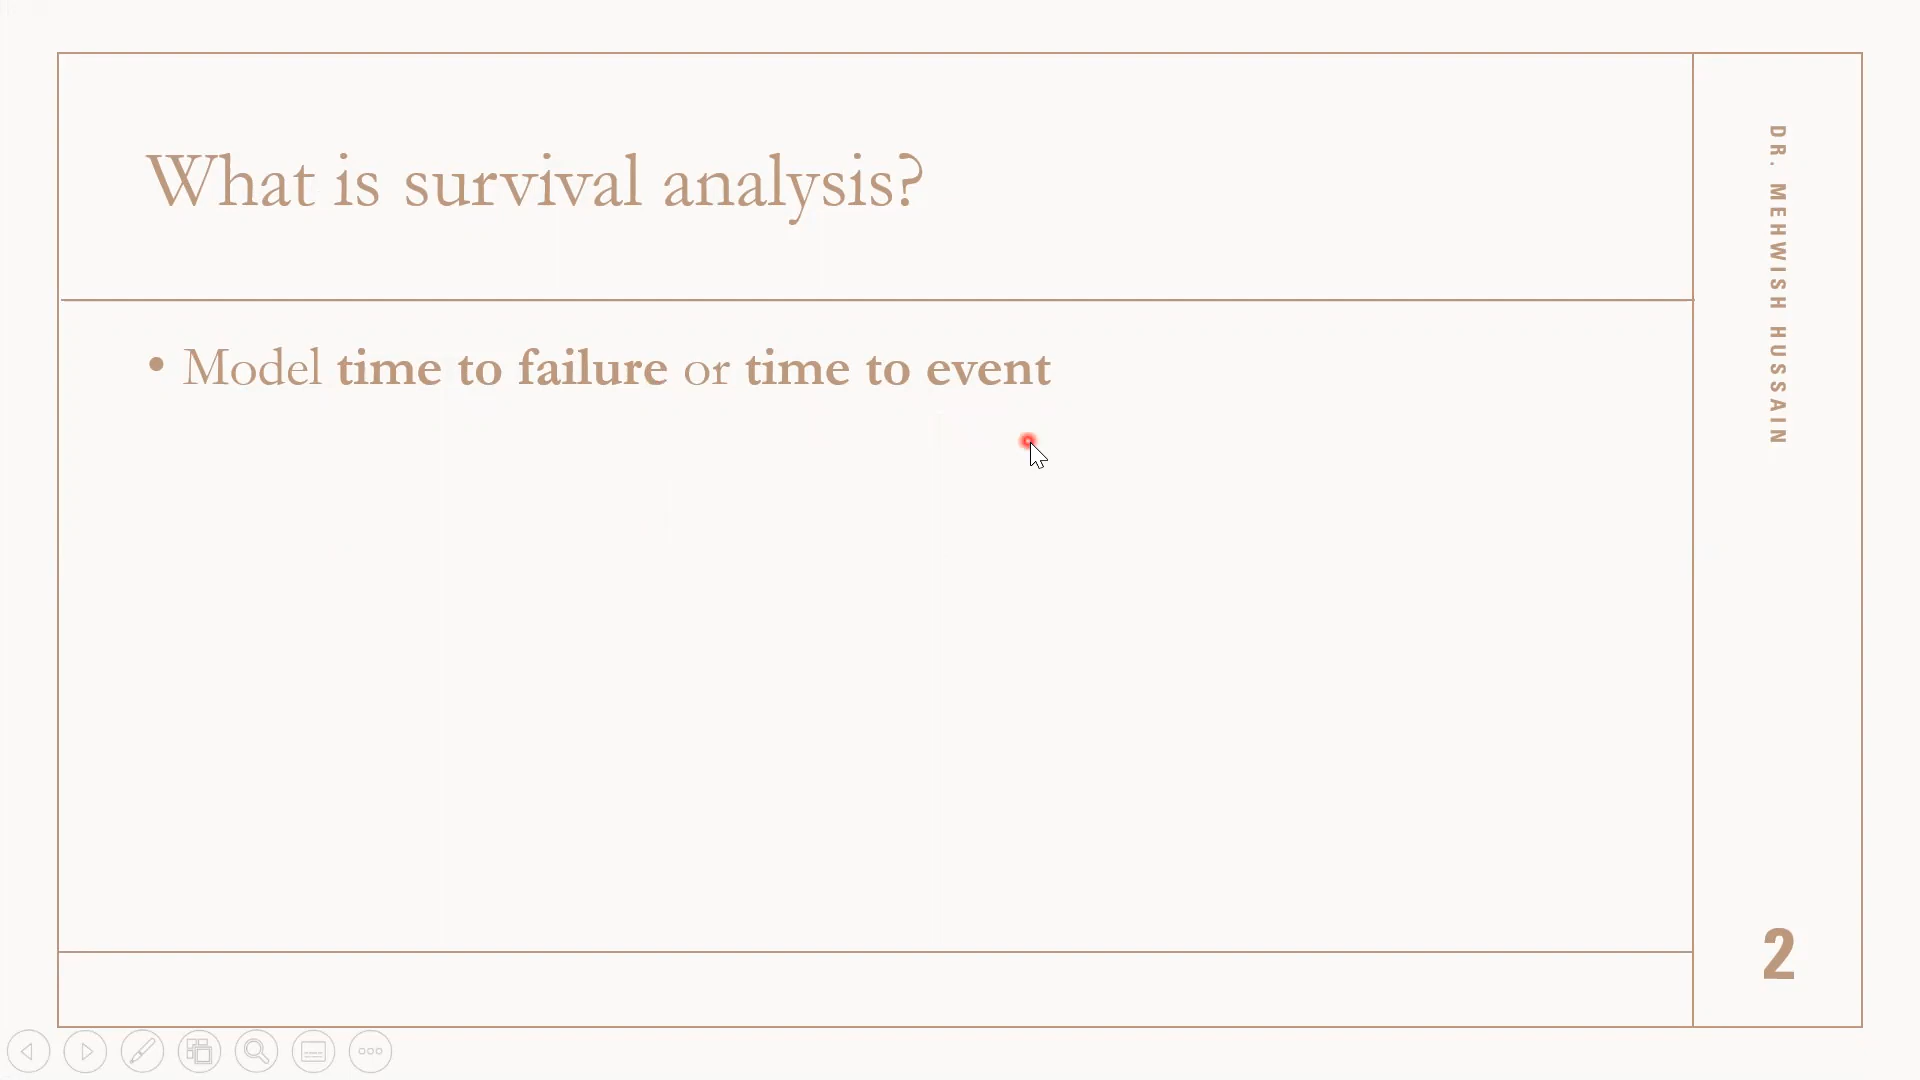 What is survival analysis?
• Model time to failure or time to event
DR. MEHWISH HUSSAIN
2